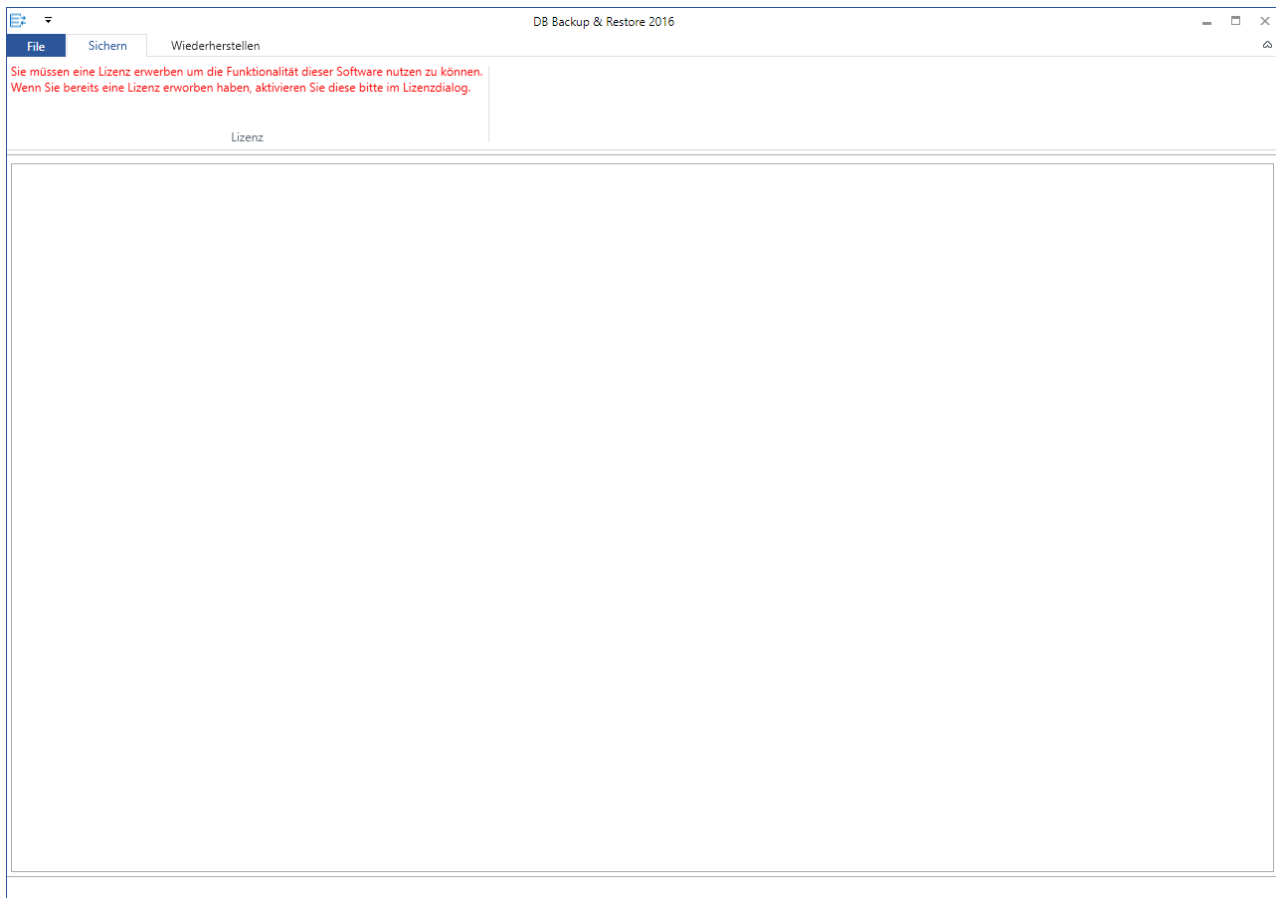 DB Backup & Restore 2016
File Sichern Wiederherstellen
Sie müssen eine Lizenz erwerben um die Funktionalität dieser Software nutzen zu können.
Wenn Sie bereits eine Lizenz erworben haben, aktivieren Sie diese bitte im Lizenzdialog.
Lizenz